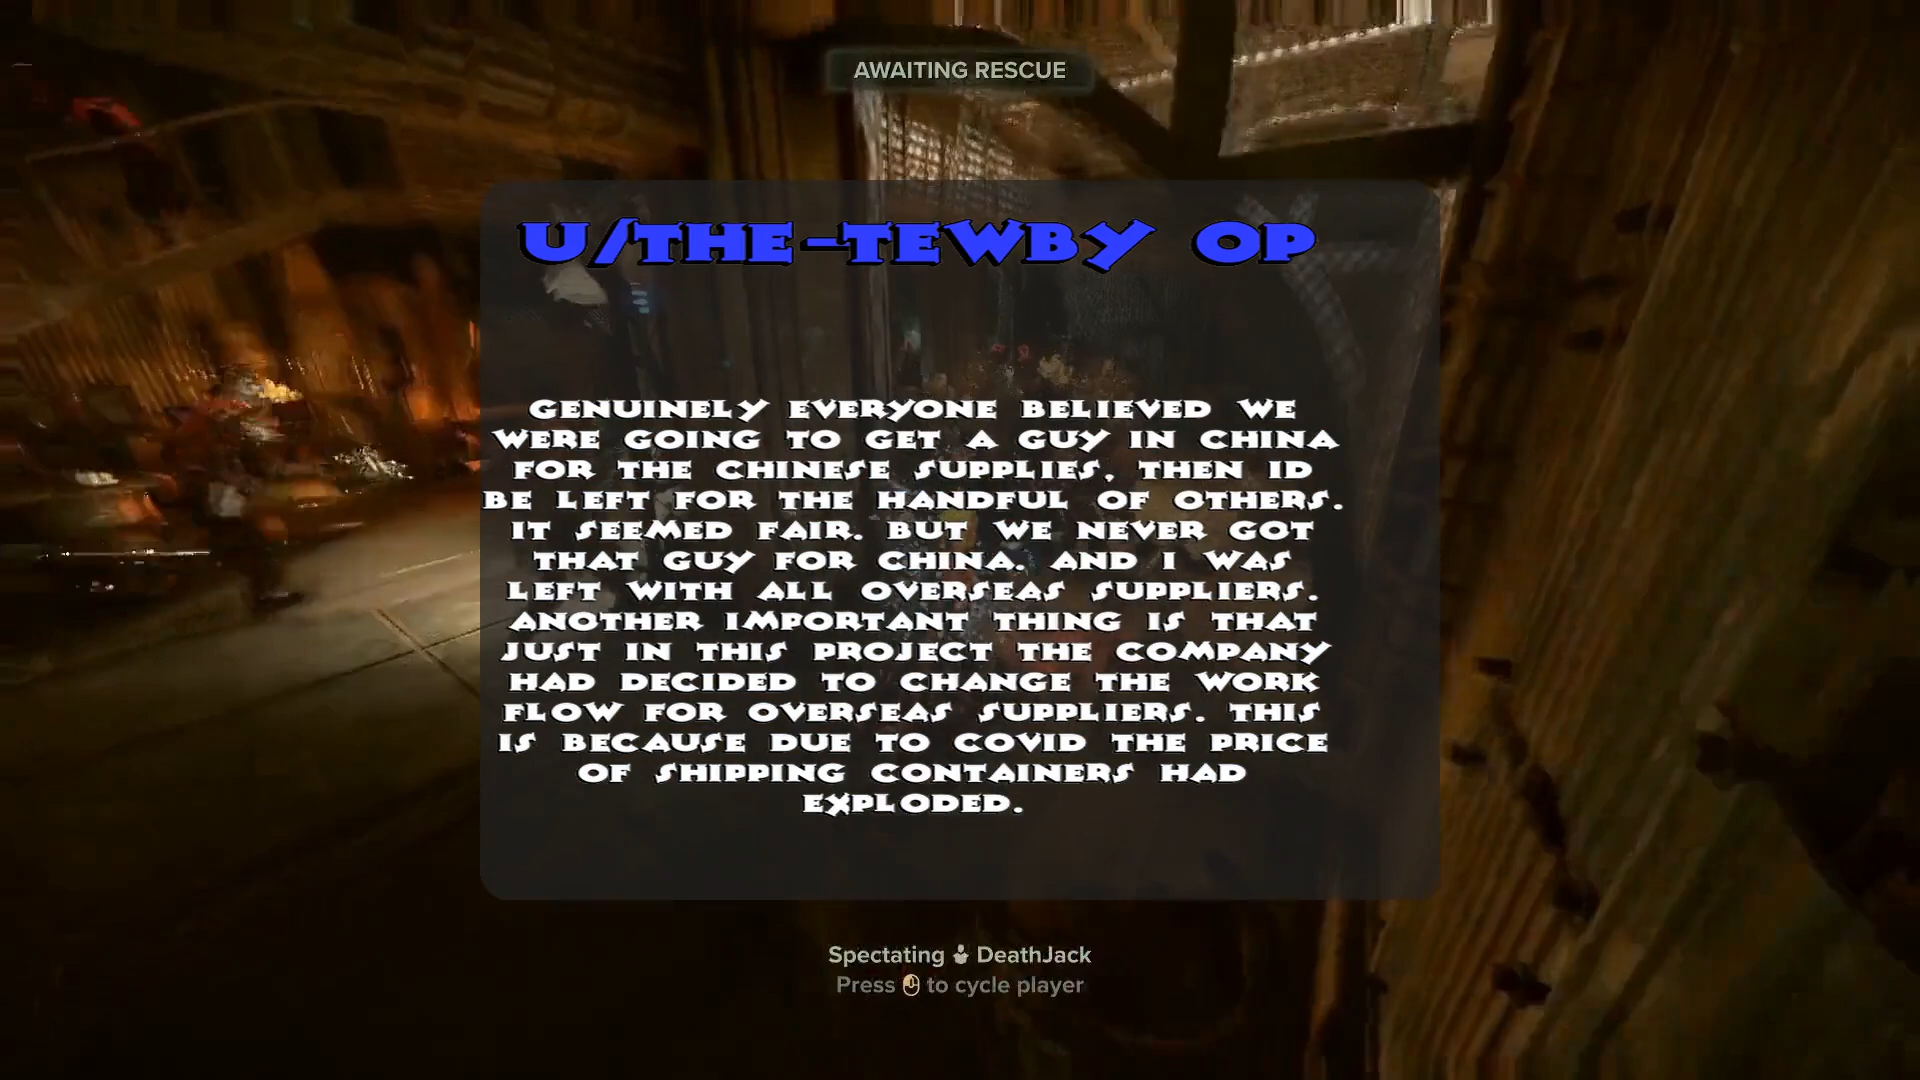 AWAITING RESCUE
U/THE-TEWBY OP
GENUINELY EVERYONE BELIEVED WE
WERE GOING TO GET A GUY IN CHINA
FOR THE CHINESE SUPPLIES, THEN ID
BE LEFT FOR THE HANDFUL OF OTHERS.
IT SEEMED FAIR. BUT WE NEVER GOT
THAT GUY FOR CHINA. AND I WAS
LEFT WITH ALL OVERSEAS SUPPLIERS.
ANOTHER IMPORTANT THING IS THAT
JUST IN THIS PROJECT THE COMPANY
HAD DECIDED TO CHANGE THE WORK
FLOW FOR OVERSEAS SUPPLIERS. THIS
IS BECAUSE DUE TO COVID THE PRICE
OF SHIPPING CONTAINERS HAD
EXPLODED.
Spectating DeathJack
Press to cycle player